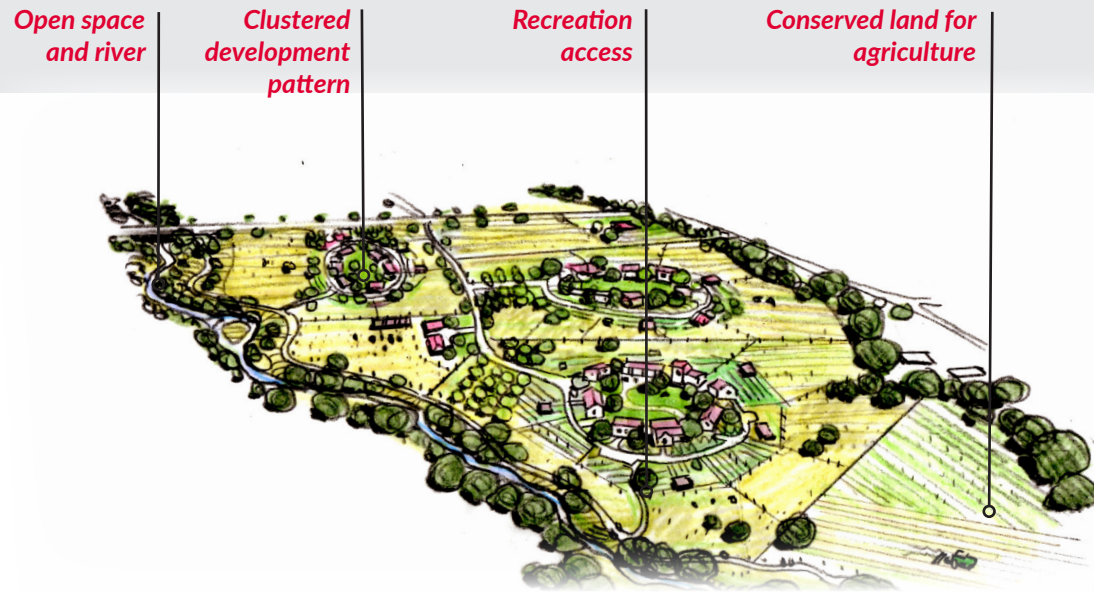 Open space
and river
Clustered
development
pattern
Recreation
access
Conserved land for
agriculture